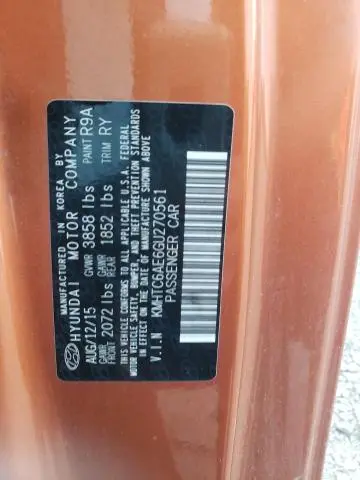 MANUFACTURED IN KOREA BY
HYUNDAI MOTOR COMPANY
AUG/12/15 GVWR 3858 lbs PAINT R9A
GAWR FRONT 2072 lbs GAWR REAR 1852 lbs TRIM RY
THIS VEHICLE CONFORMS TO ALL APPLICABLE U.S.A. FEDERAL
MOTOR VEHICLE SAFETY, BUMPER, AND THEFT PREVENTION STANDARDS
IN EFFECT ON THE DATE OF MANUFACTURE SHOWN ABOVE
V.I.N KMHTC6AE6GU270561
PASSENGER CAR